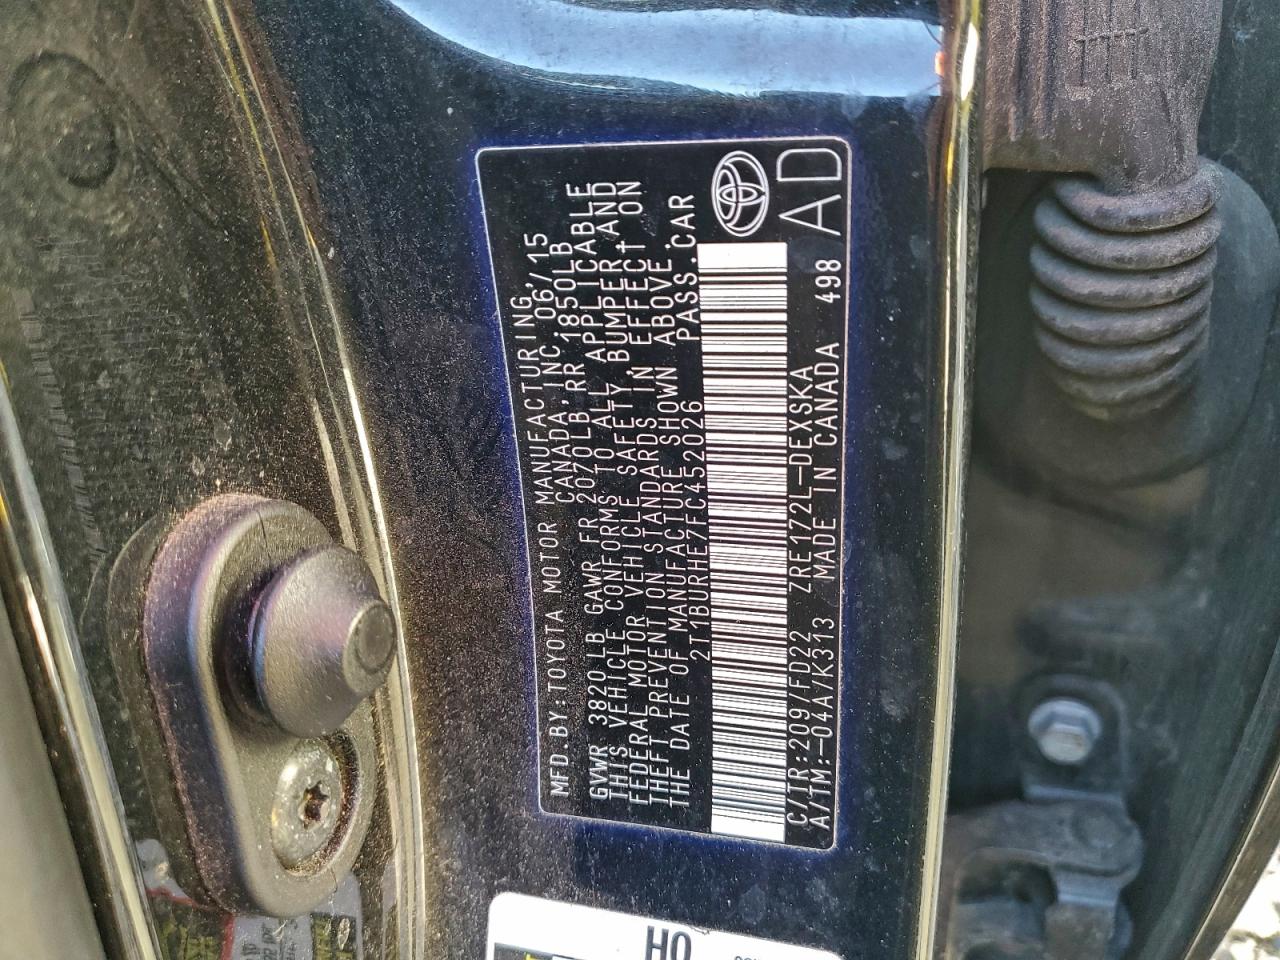 MFD.BY:TOYOTA MOTOR MANUFACTURING,
CANADA,INC. 06/15
GVWR 3820LB GAWR FR 2070LB,RR 1850LB
THIS VEHICLE CONFORMS TO ALL APPLICABLE
FEDERAL MOTOR VEHICLE SAFETY,BUMPER,AND
THEFT PREVENTION STANDARDS IN EFFECT ON
THE DATE OF MANUFACTURE SHOWN ABOVE.
2T1BURHE7FC452026 PASS.CAR
C/TR:209/FD22 ZRE172L-DEXSKA
A/TM:-04A/K313 MADE IN CANADA 498
AD
HO